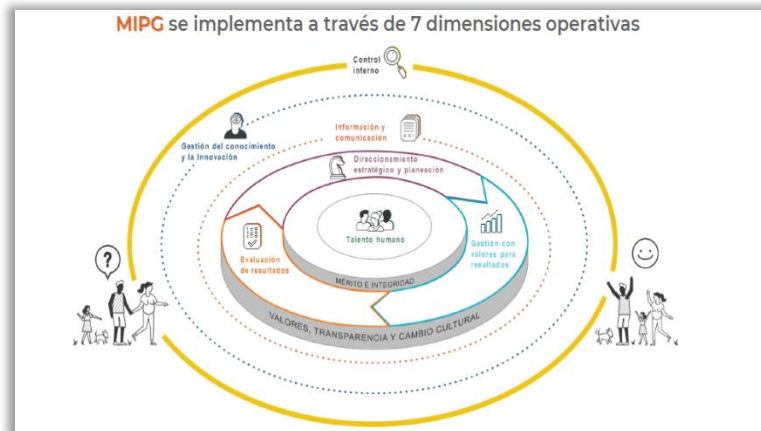 MIPG se implementa a través de 7 dimensiones operativas
Control
interno
Gestión del conocimiento
y la Innovación
Información y
comunicación
Direccionamiento
estratégico y planeación
Talento humano
Evaluación
de resultados
Gestión con
valores para
resultados
MÉRITO E INTEGRIDAD
VALORES, TRANSPARENCIA Y CAMBIO CULTURAL
?